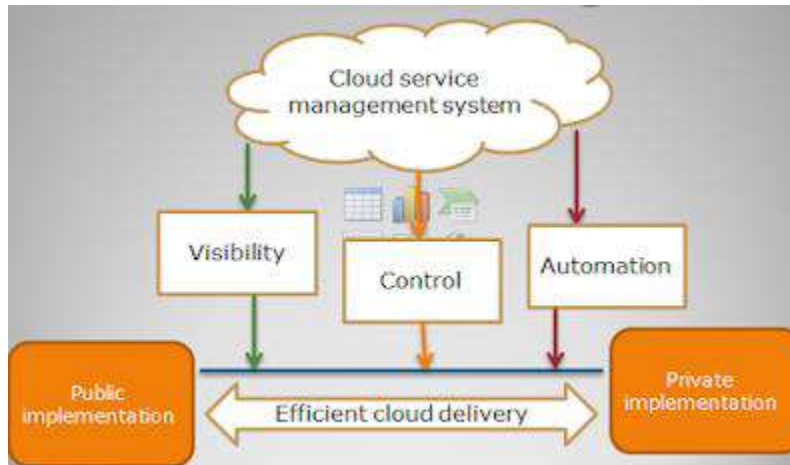 Cloud service
management system
Visibility
Control
Automation
Public
implementation
Efficient cloud delivery
Private
implementation